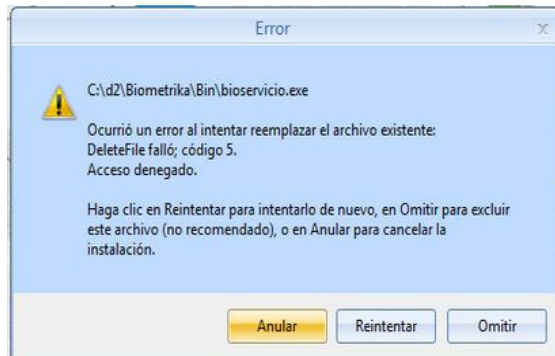 Error
x
C:\d2\Biometrika\Bin\bioservicio.exe
Ocurrió un error al intentar reemplazar el archivo existente:
DeleteFile falló; código 5.
Acceso denegado.
Haga clic en Reintentar para intentarlo de nuevo, en Omitir para excluir
este archivo (no recomendado), o en Anular para cancelar la
instalación.
Anular
Reintentar
Omitir